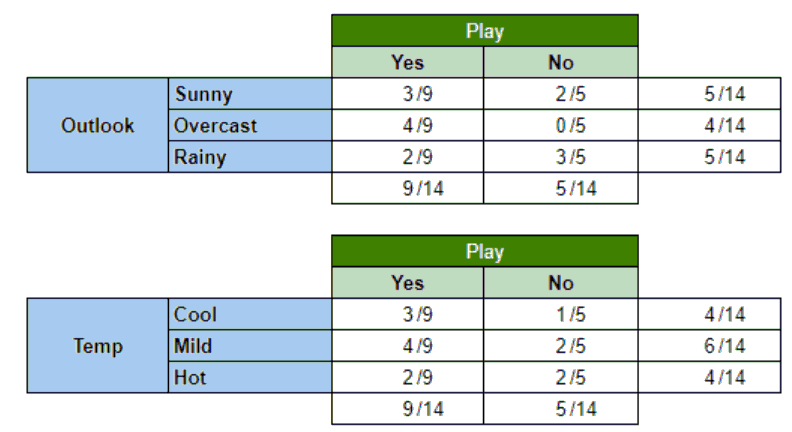 Play
Yes No
Sunny 3/9 2/5 5/14
Outlook Overcast 4/9 0/5 4/14
Rainy 2/9 3/5 5/14
9/14 5/14
Play
Yes No
Cool 3/9 1/5 4/14
Temp Mild 4/9 2/5 6/14
Hot 2/9 2/5 4/14
9/14 5/14